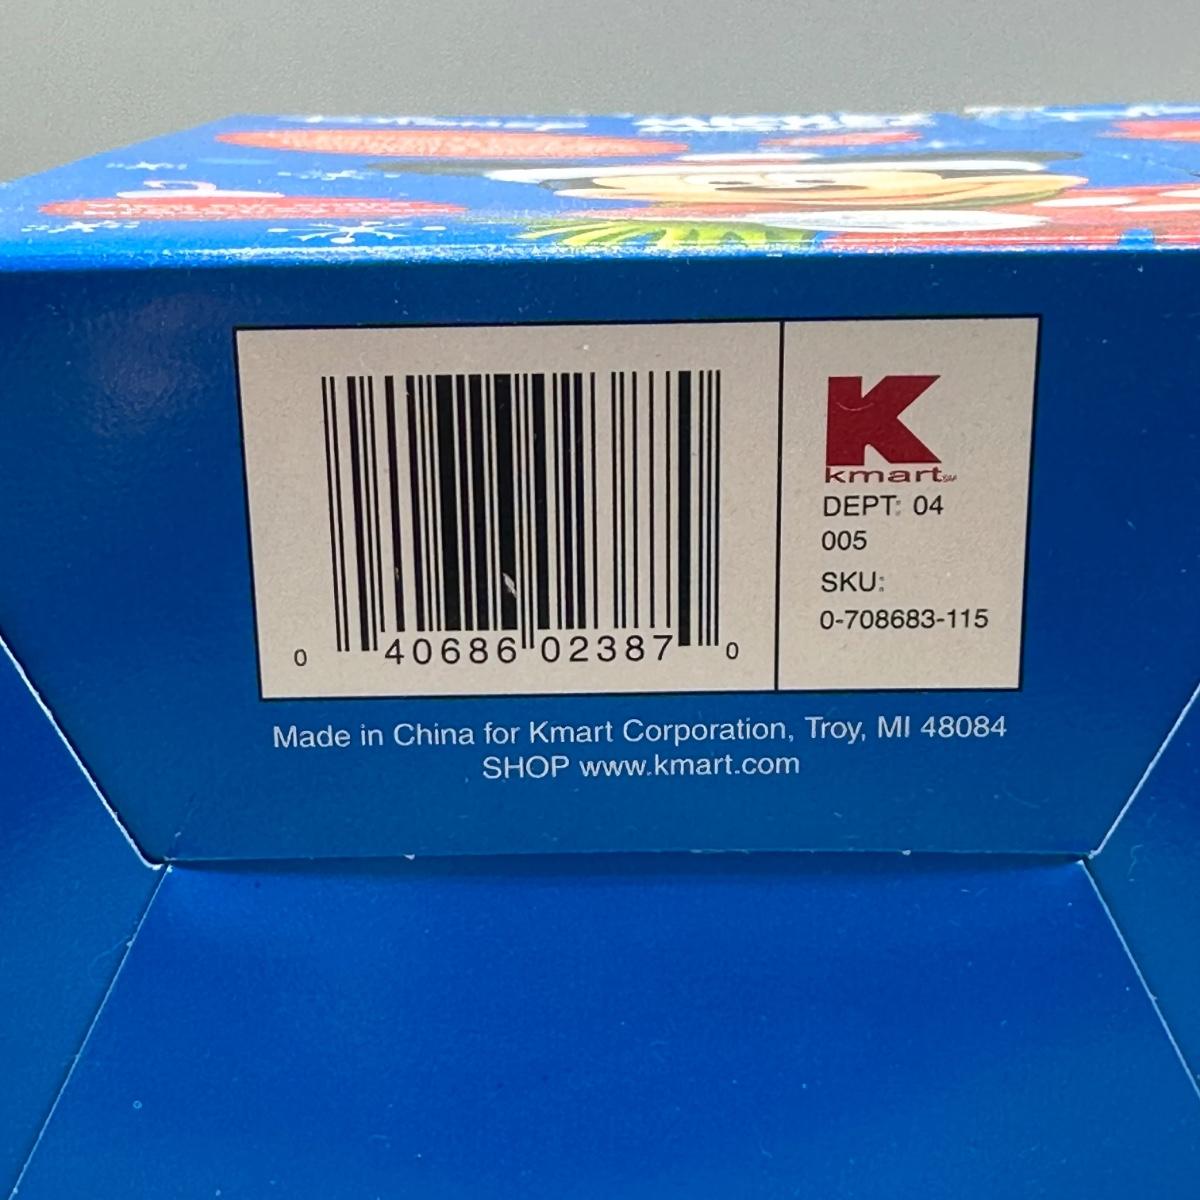 0 40686 02387 0
K
kmart
DEPT: 04
005
SKU:
0-708683-115
Made in China for Kmart Corporation, Troy, MI 48084
SHOP www.kmart.com